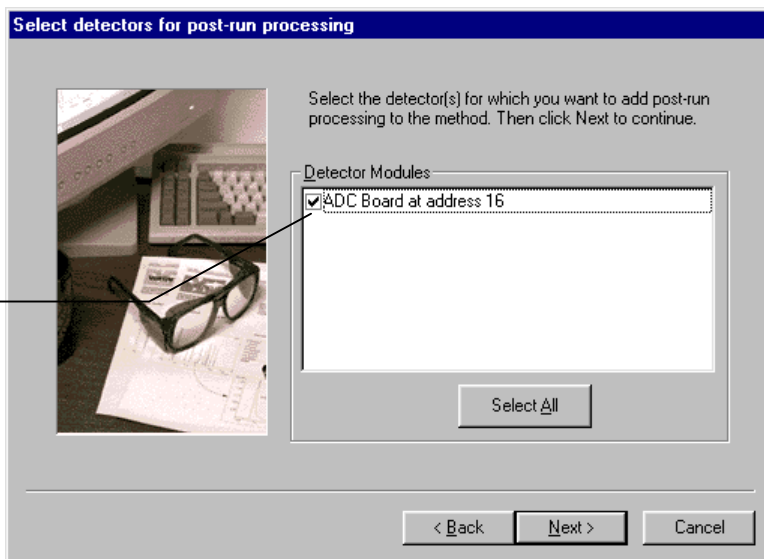 Select detectors for post-run processing
Select the detector(s) for which you want to add post-run
processing to the method. Then click Next to continue.
Detector Modules
ADC Board at address 16
Select All
< Back
Next >
Cancel